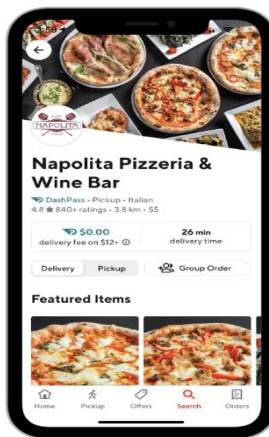 NAPOLITA
Napolita Pizzeria &
Wine Bar
DashPass • Pickup • Italian
4.8 ★ 840+ ratings • 3.8 km • $$
$0.00
delivery fee on $12+
26 min
delivery time
Delivery
Pickup
Group Order
Featured Items
Home
Pickup
Offers
Search
Orders